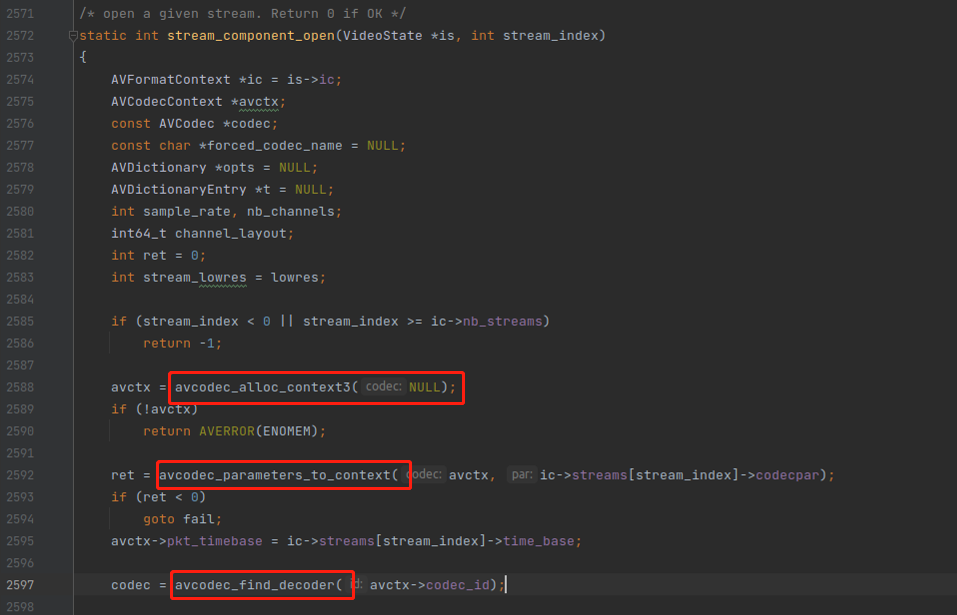 2571 /* open a given stream. Return 0 if OK */
2572 static int stream_component_open(VideoState *is, int stream_index)
2573 {
2574 AVFormatContext *ic = is->ic;
2575 AVCodecContext *avctx;
2576 const AVCodec *codec;
2577 const char *forced_codec_name = NULL;
2578 AVDictionary *opts = NULL;
2579 AVDictionaryEntry *t = NULL;
2580 int sample_rate, nb_channels;
2581 int64_t channel_layout;
2582 int ret = 0;
2583 int stream_lowres = lowres;
2584
2585 if (stream_index < 0 || stream_index >= ic->nb_streams)
2586 return -1;
2587
2588 avctx = avcodec_alloc_context3( codec: NULL);
2589 if (!avctx)
2590 return AVERROR(ENOMEM);
2591
2592 ret = avcodec_parameters_to_context( codec: avctx, par: ic->streams[stream_index]->codecpar);
2593 if (ret < 0)
2594 goto fail;
2595 avctx->pkt_timebase = ic->streams[stream_index]->time_base;
2596
2597 codec = avcodec_find_decoder( id: avctx->codec_id);
2598